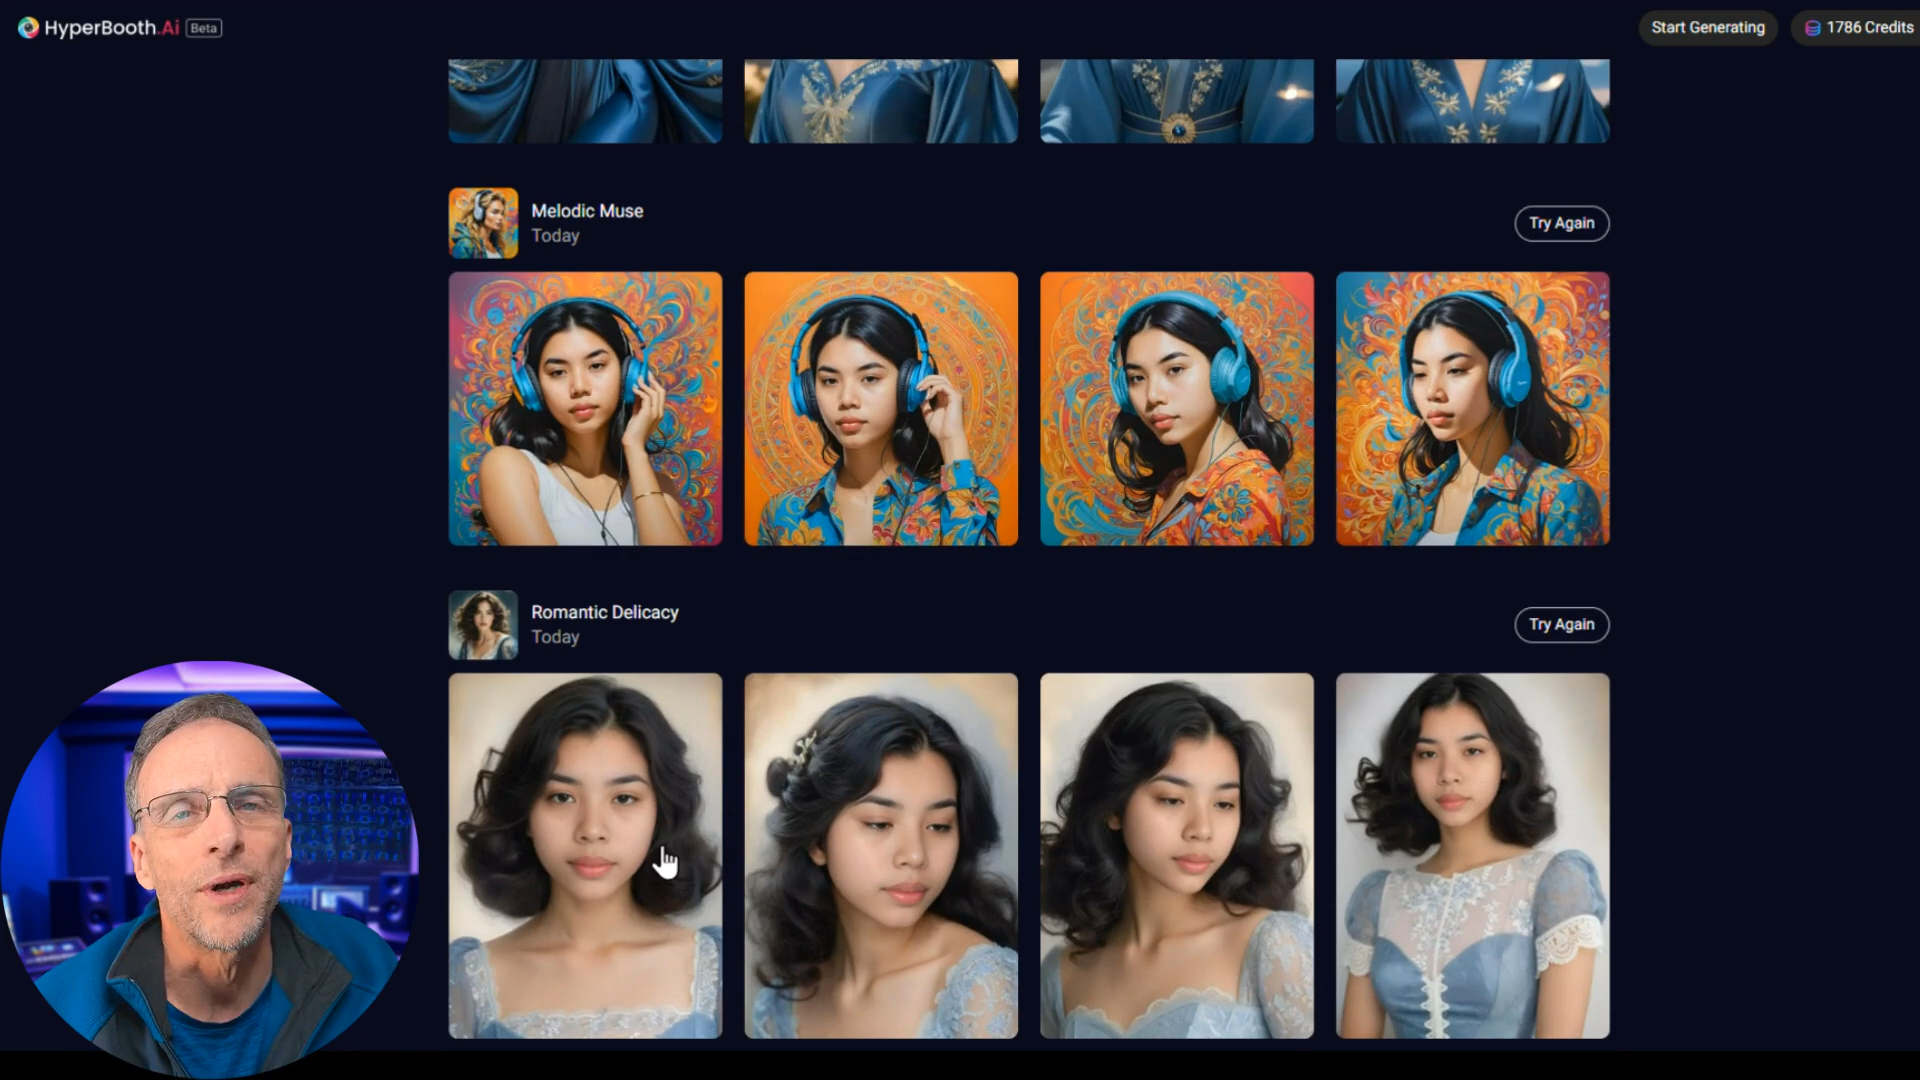 HyperBooth.Ai Beta
Start Generating
1786 Credits
Melodic Muse
Today
Try Again
Romantic Delicacy
Today
Try Again